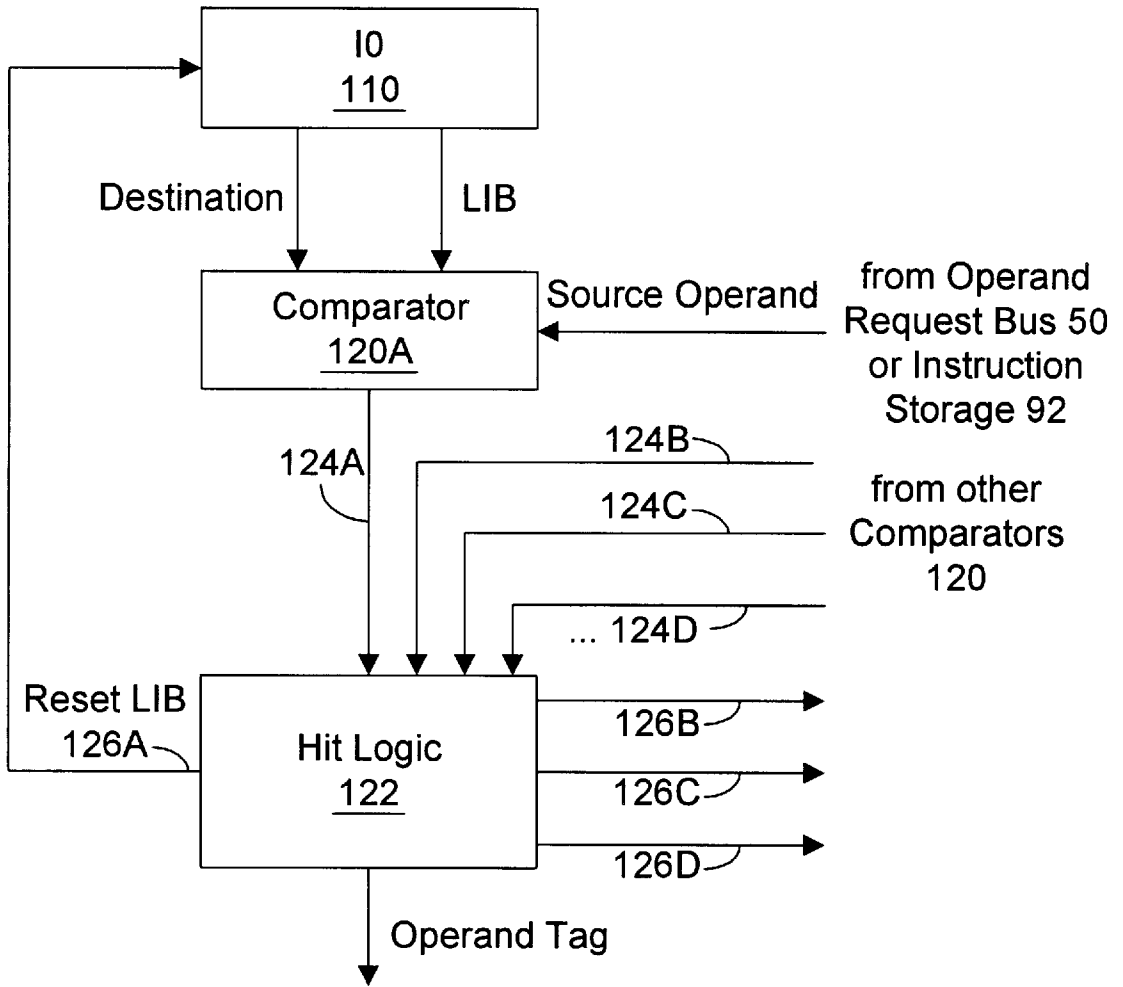 I0
110
Destination
LIB
Comparator
120A
Source Operand
from Operand
Request Bus 50
or Instruction
Storage 92
124A
124B
124C
... 124D
from other
Comparators
120
Reset LIB
126A
Hit Logic
122
126B
126C
126D
Operand Tag